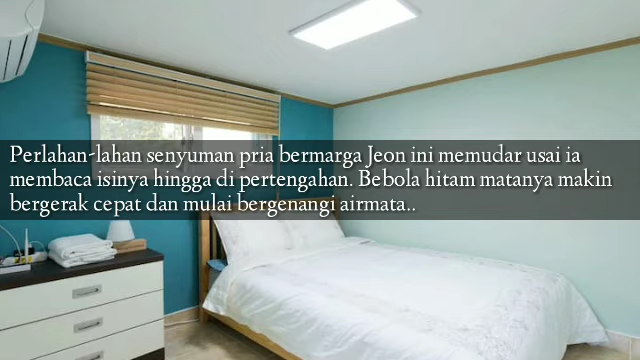 Perlahan-lahan senyuman pria bermarga Jeon ini memudar usai ia
membaca isinya hingga di pertengahan. Bebola hitam matanya makin
bergerak cepat dan mulai bergenangi airmata..